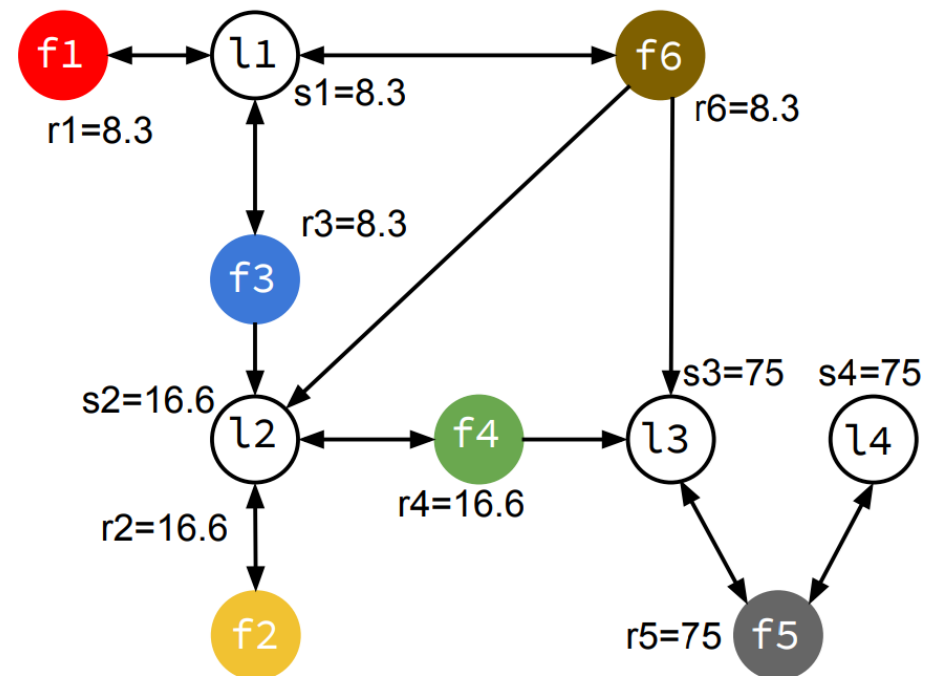 f1
l1
f6
s1=8.3
r6=8.3
r1=8.3
r3=8.3
f3
s3=75
s4=75
s2=16.6
l2
f4
l3
l4
r4=16.6
r2=16.6
f2
r5=75
f5